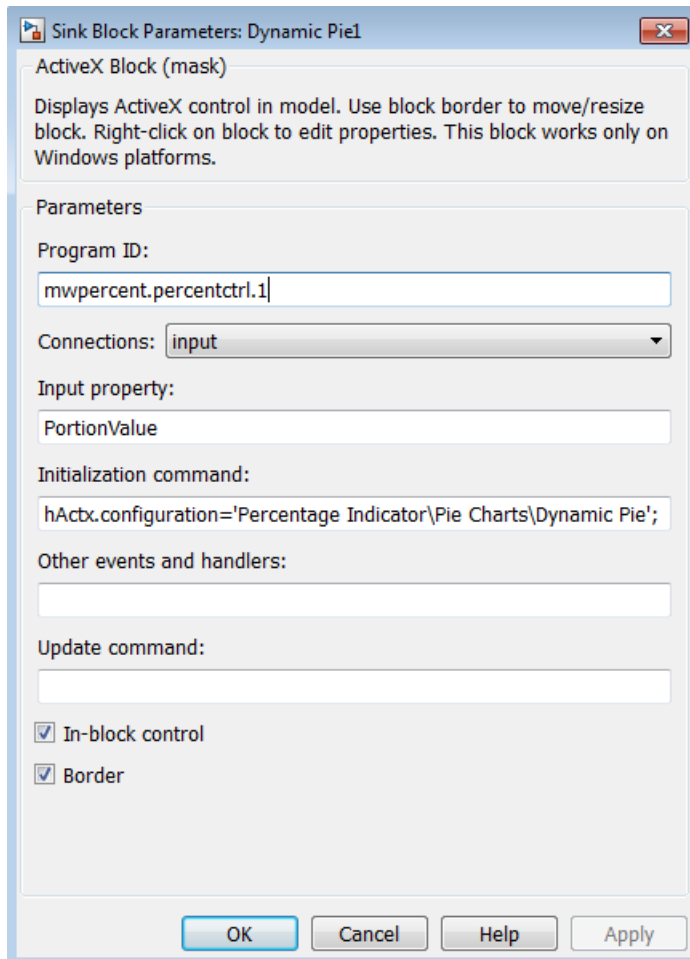 Sink Block Parameters: Dynamic Pie1
ActiveX Block (mask)
Displays ActiveX control in model. Use block border to move/resize
block. Right-click on block to edit properties. This block works only on
Windows platforms.
Parameters
Program ID:
mwpercent.percentctrl.1
Connections: input
Input property:
PortionValue
Initialization command:
hActx.configuration='Percentage Indicator\Pie Charts\Dynamic Pie';
Other events and handlers:
Update command:
In-block control
Border
OK Cancel Help Apply